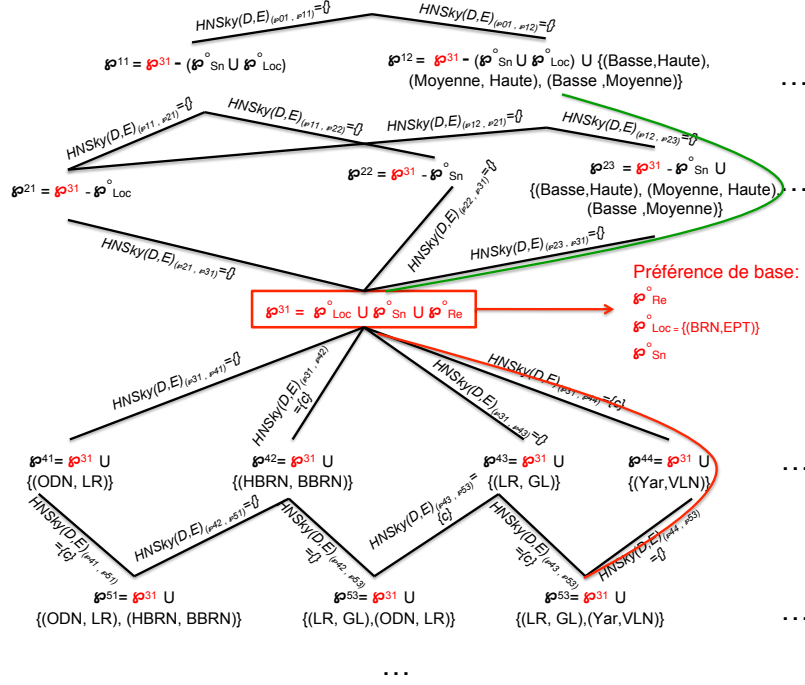 HNSky(D,E)(℘01 , ℘11)={}
HNSky(D,E)(℘01 , ℘12)={}
℘11 = ℘31 - (℘°Sn U ℘°Loc)
℘12 = ℘31 - (℘°Sn U ℘°Loc) U {(Basse,Haute),
(Moyenne, Haute), (Basse ,Moyenne)}
...
HNSky(D,E)(℘11 , ℘21)={}
HNSky(D,E)(℘11 , ℘22)={}
HNSky(D,E)(℘12 , ℘21)={}
HNSky(D,E)(℘12 , ℘23)={}
℘21 = ℘31 - ℘°Loc
℘22 = ℘31 - ℘°Sn
℘23 = ℘31 - ℘°Sn U
{(Basse,Haute), (Moyenne, Haute),
(Basse ,Moyenne)}
...
HNSky(D,E)(℘21 , ℘31)={}
HNSky(D,E)(℘22 , ℘31)={}
HNSky(D,E)(℘23 , ℘31)={}
℘31 = ℘°Loc U ℘°Sn U ℘°Re
Préférence de base:
℘°Re
℘°Loc = {(BRN,EPT)}
℘°Sn
HNSky(D,E)(℘31 , ℘41)={}
HNSky(D,E)(℘31 , ℘42)
={c}
HNSky(D,E)(℘31 , ℘43)={}
HNSky(D,E)(℘31 , ℘44)={c}
℘41= ℘31 U
{(ODN, LR)}
℘42= ℘31 U
{(HBRN, BBRN)}
℘43= ℘31 U
{(LR, GL)}
℘44= ℘31 U
{(Yar,VLN)}
...
HNSky(D,E)(℘41 , ℘51)
={c}
HNSky(D,E)(℘42 , ℘51)={}
HNSky(D,E)(℘42 , ℘53)
={}
HNSky(D,E)(℘43 , ℘53)=
{c}
HNSky(D,E)(℘43 , ℘53)
={c}
HNSky(D,E)(℘44 , ℘53)
={}
℘51= ℘31 U
{(ODN, LR), (HBRN, BBRN)}
℘53= ℘31 U
{(LR, GL),(ODN, LR)}
℘53= ℘31 U
{(LR, GL),(Yar,VLN)}
...
...